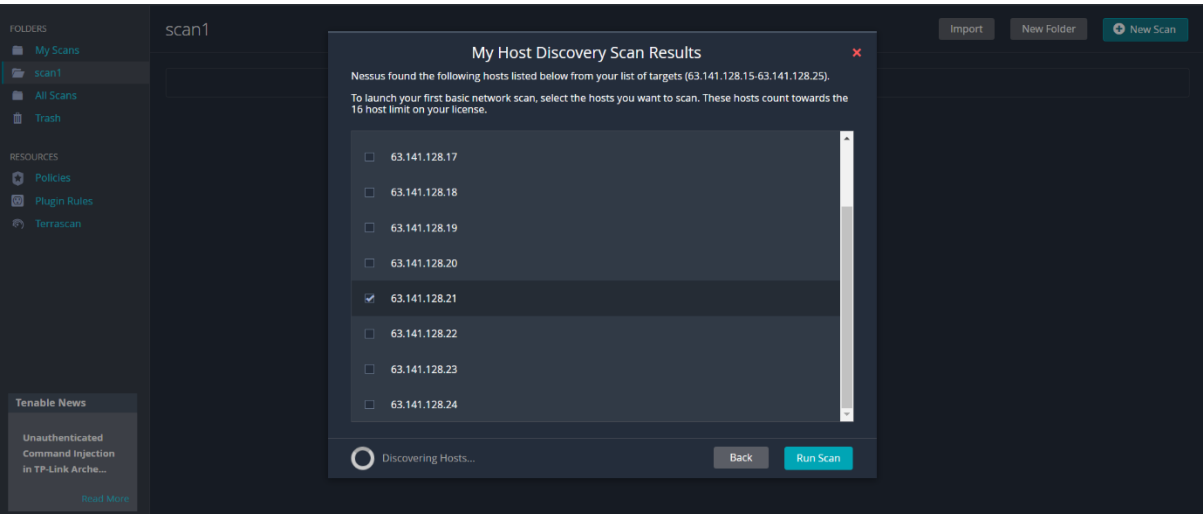 FOLDERS
My Scans
scan1
All Scans
Trash
RESOURCES
Policies
Plugin Rules
Terrascan
Tenable News
Unauthenticated
Command Injection
in TP-Link Arche...
Read More
scan1
Import
New Folder
New Scan
My Host Discovery Scan Results
Nessus found the following hosts listed below from your list of targets (63.141.128.15-63.141.128.25).
To launch your first basic network scan, select the hosts you want to scan. These hosts count towards the
16 host limit on your license.
63.141.128.17
63.141.128.18
63.141.128.19
63.141.128.20
63.141.128.21
63.141.128.22
63.141.128.23
63.141.128.24
Discovering Hosts...
Back
Run Scan